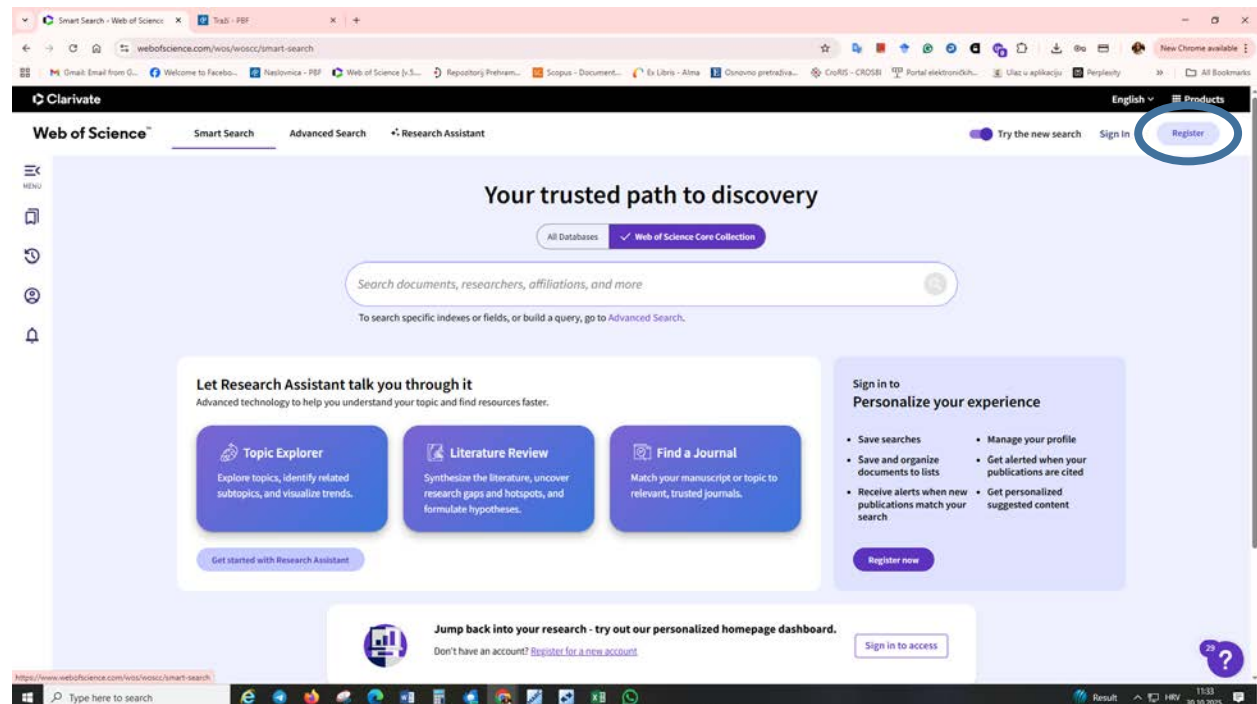 Smart Search - Web of Science
Traži - PBF
webofscience.com/wos/woscc/smart-search
New Chrome available
Gmail: Email from G...
Welcome to Facebo...
Naslovnica - PBF
Web of Science [v.5....
Repozitorij Prehram...
Scopus - Document...
Ex Libris - Alma
Osnovno pretraživa...
CroRIS - CROSBI
Portal elektroničkih...
Ulaz u aplikaciju
Perplexity
All Bookmarks
Clarivate
English
Products
Web of Science™
Smart Search
Advanced Search
Research Assistant
Try the new search
Sign In
Register
MENU
Your trusted path to discovery
All Databases
Web of Science Core Collection
Search documents, researchers, affiliations, and more
To search specific indexes or fields, or build a query, go to Advanced Search.
Let Research Assistant talk you through it
Advanced technology to help you understand your topic and find resources faster.
Topic Explorer
Explore topics, identify related
subtopics, and visualize trends.
Literature Review
Synthesize the literature, uncover
research gaps and hotspots, and
formulate hypotheses.
Find a Journal
Match your manuscript or topic to
relevant, trusted journals.
Get started with Research Assistant
Sign in to
Personalize your experience
• Save searches
• Save and organize
documents to lists
• Receive alerts when new
publications match your
search
• Manage your profile
• Get alerted when your
publications are cited
• Get personalized
suggested content
Register now
Jump back into your research - try out our personalized homepage dashboard.
Don't have an account? Register for a new account
Sign in to access
29
?
https://www.webofscience.com/wos/woscc/smart-search
Type here to search
Result
HRV
11:33
30.10.2025.